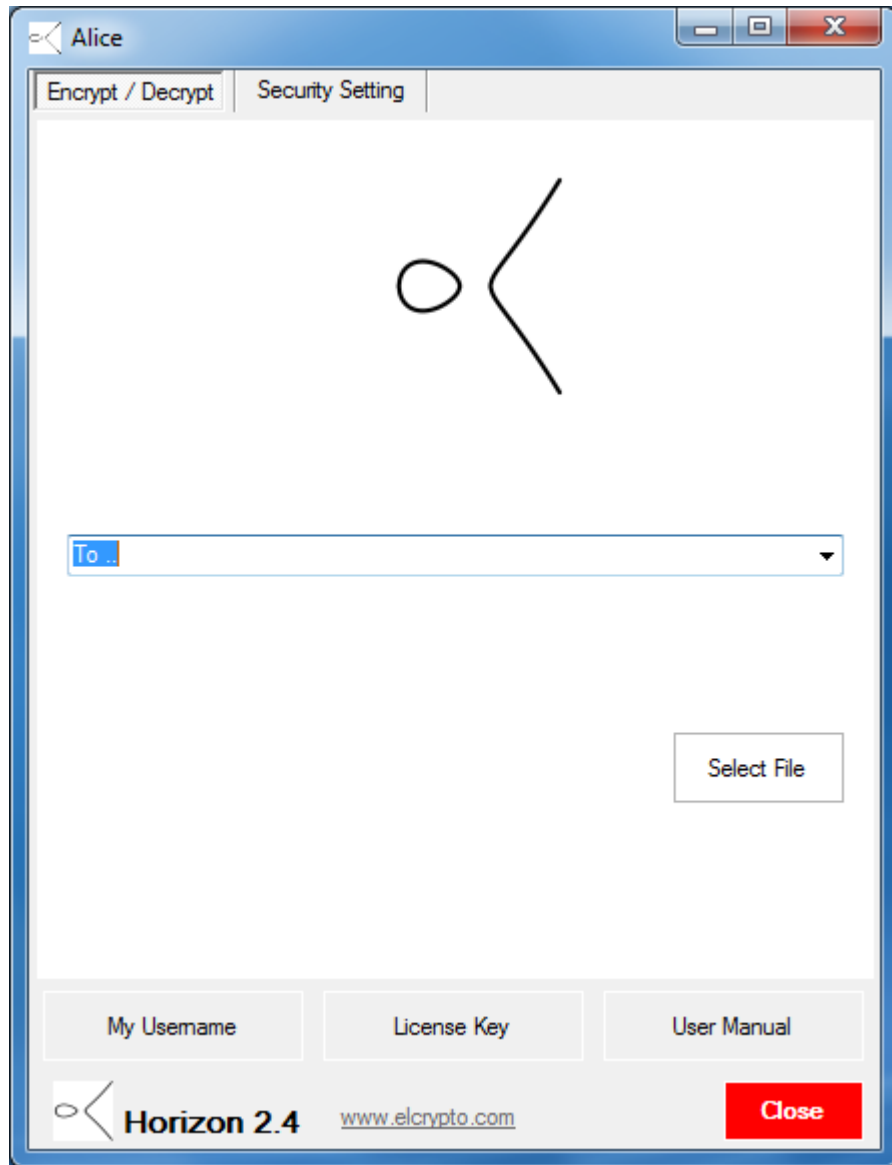 Alice
Encrypt / Decrypt Security Setting
To ..
Select File
My Username License Key User Manual
Horizon 2.4 www.elcrypto.com Close